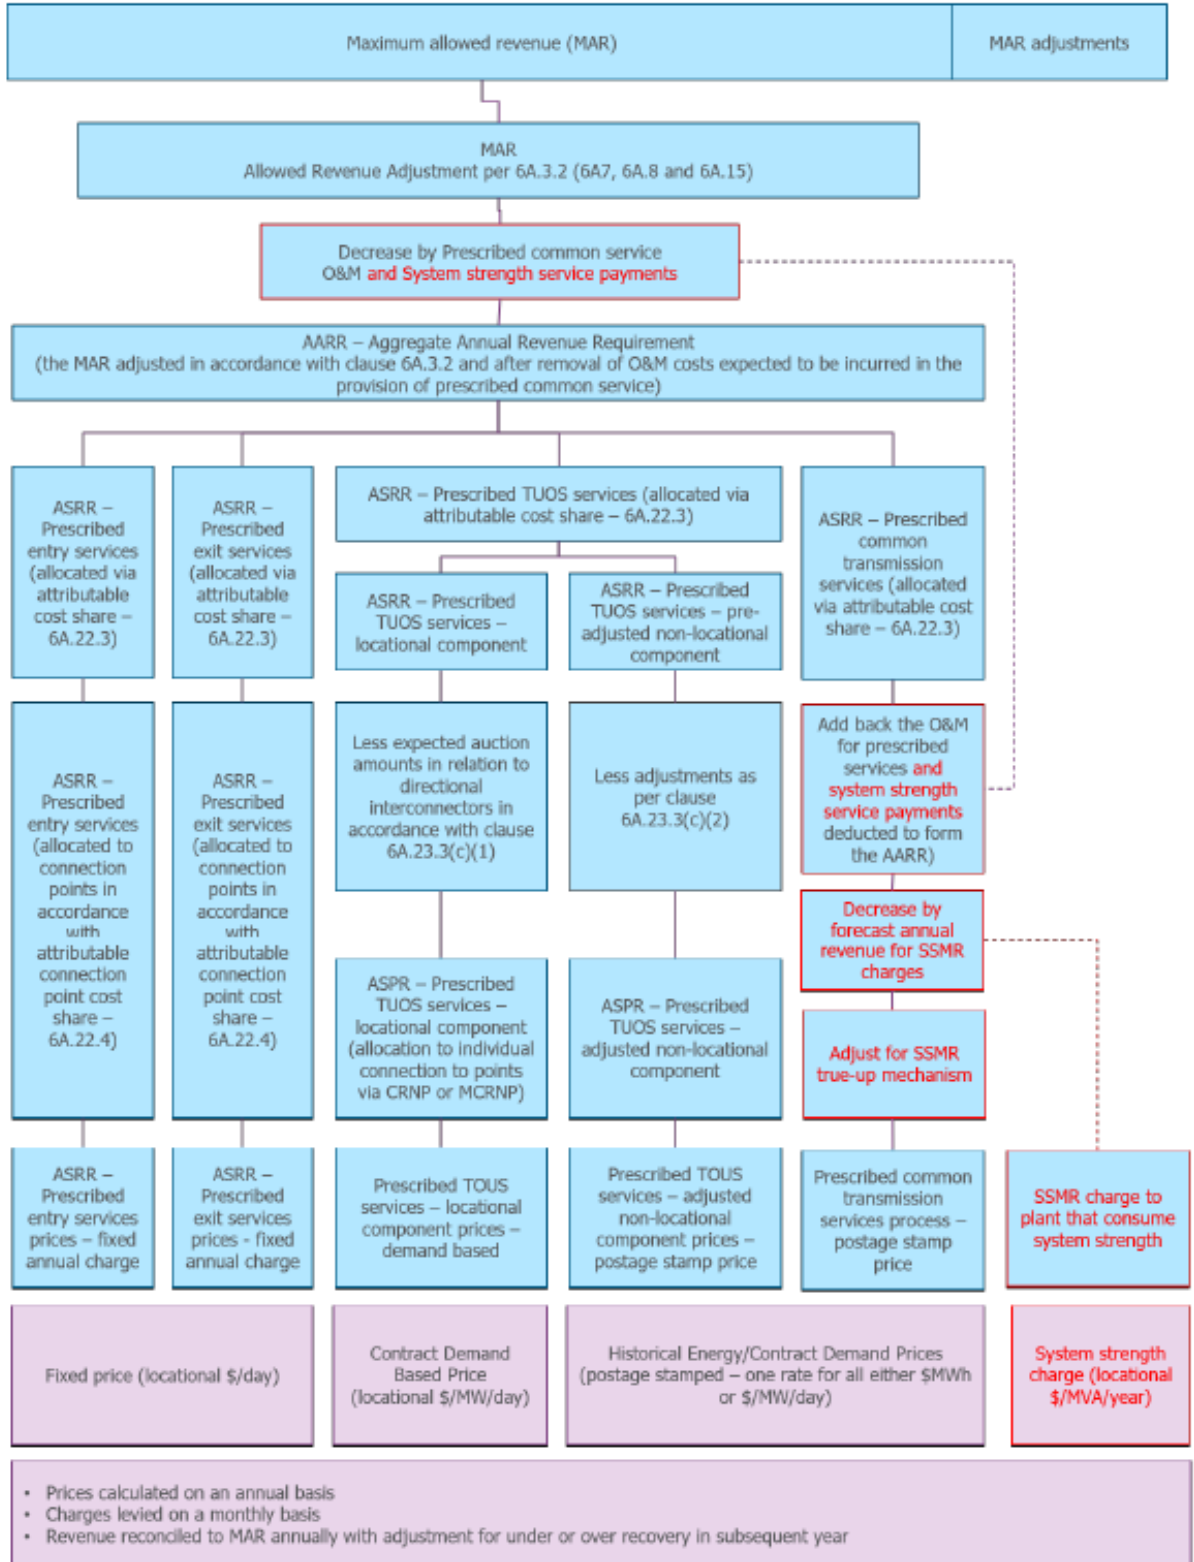 Maximum allowed revenue (MAR)
MAR adjustments
MAR
Allowed Revenue Adjustment per 6A.3.2 (6A7, 6A.8 and 6A.15)
Decrease by Prescribed common service
O&M and System strength service payments
AARR – Aggregate Annual Revenue Requirement
(the MAR adjusted in accordance with clause 6A.3.2 and after removal of O&M costs expected to be incurred in the
provision of prescribed common service)
ASRR –
Prescribed
entry services
(allocated via
attributable
cost share –
6A.22.3)
ASRR –
Prescribed
exit services
(allocated via
attributable
cost share –
6A.22.3)
ASRR – Prescribed TUOS services (allocated via
attributable cost share – 6A.22.3)
ASRR – Prescribed
TUOS services –
locational component
ASRR – Prescribed
TUOS services – pre-
adjusted non-locational
component
ASRR – Prescribed
common
transmission
services (allocated
via attributable cost
share – 6A.22.3)
ASRR –
Prescribed
entry services
(allocated to
connection
points in
accordance
with
attributable
connection
point cost
share –
6A.22.4)
ASRR –
Prescribed
exit services
(allocated to
connection
points in
accordance
with
attributable
connection
point cost
share –
6A.22.4)
Less expected auction
amounts in relation to
directional
interconnectors in
accordance with clause
6A.23.3(c)(1)
Less adjustments as
per clause
6A.23.3(c)(2)
Add back the O&M
for prescribed
services and
system strength
service payments
deducted to form
the AARR)
Decrease by
forecast annual
revenue for SSMR
charges
ASPR – Prescribed
TUOS services –
locational component
(allocation to individual
connection to points
via CRNP or MCRNP)
ASPR – Prescribed
TUOS services –
adjusted non-locational
component
Adjust for SSMR
true-up mechanism
ASRR –
Prescribed
entry services
prices – fixed
annual charge
ASRR –
Prescribed
exit services
prices - fixed
annual charge
Prescribed TOUS
services – locational
component prices –
demand based
Prescribed TOUS
services – adjusted
non-locational
component prices –
postage stamp price
Prescribed common
transmission
services process –
postage stamp
price
SSMR charge to
plant that consume
system strength
Fixed price (locational $/day)
Contract Demand
Based Price
(locational $/MW/day)
Historical Energy/Contract Demand Prices
(postage stamped – one rate for all either $MWh
or $/MW/day)
System strength
charge (locational
$/MVA/year)
• Prices calculated on an annual basis
• Charges levied on a monthly basis
• Revenue reconciled to MAR annually with adjustment for under or over recovery in subsequent year